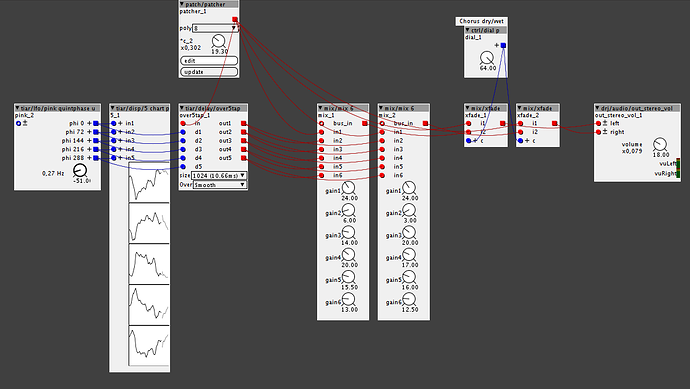 patch/patcher
patcher_1
poly 8
*c_2
x0,302
19.30
edit
update
Chorus dry/wet
ctrl/dial p
dial_1
+
64.00
tiar/lfo/pink quintphase u
pink_2
phi 0 +
phi 72 +
phi 144 +
phi 216 +
phi 288 +
0,27 Hz
-51.0
tiar/disp/5 chart p
5_1
in1
in2
in3
in4
in5
tiar/delay/over5tap
over5tap_1
in out1
d1 out2
d2 out3
d3 out4
d4 out5
d5
size 1024 (10.66ms)
Over Smooth
mix/mix 6
mix_1
bus_in
in1
in2
in3
in4
in5
in6
gain1
24.00
gain2
6.00
gain3
14.00
gain4
20.00
gain5
15.50
gain6
13.00
mix/mix 6
mix_2
bus_in
in1
in2
in3
in4
in5
in6
gain1
24.00
gain2
3.00
gain3
20.00
gain4
17.00
gain5
16.00
gain6
12.50
mix/xfade
xfade_1
i1
i2
c
mix/xfade
xfade_2
i1
i2
c
drj/audio/out_stereo_vol
out_stereo_vol_1
left
right
volume
x0,079
18.00
vuLeft
vuRight